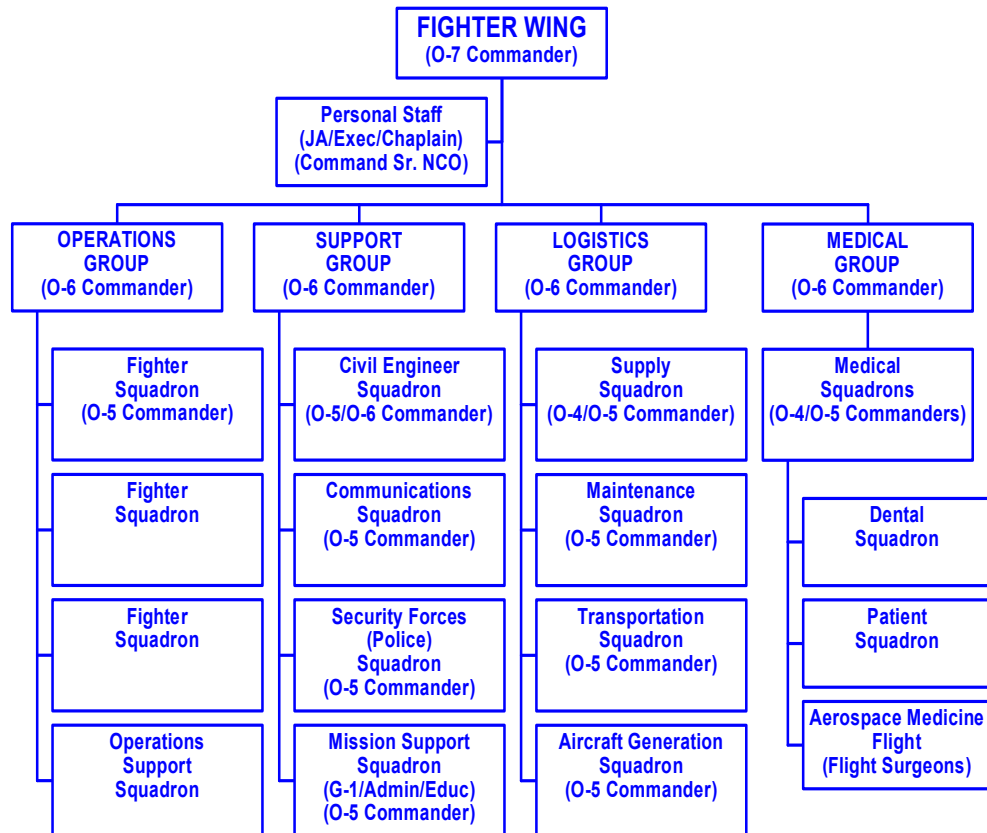 FIGHTER WING
(O-7 Commander)
Personal Staff
(JA/Exec/Chaplain)
(Command Sr. NCO)
OPERATIONS
GROUP
(O-6 Commander)
SUPPORT
GROUP
(O-6 Commander)
LOGISTICS
GROUP
(O-6 Commander)
MEDICAL
GROUP
(O-6 Commander)
Fighter
Squadron
(O-5 Commander)
Fighter
Squadron
Fighter
Squadron
Operations
Support
Squadron
Civil Engineer
Squadron
(O-5/O-6 Commander)
Communications
Squadron
(O-5 Commander)
Security Forces
(Police)
Squadron
(O-5 Commander)
Mission Support
Squadron
(G-1/Admin/Educ)
(O-5 Commander)
Supply
Squadron
(O-4/O-5 Commander)
Maintenance
Squadron
(O-5 Commander)
Transportation
Squadron
(O-5 Commander)
Aircraft Generation
Squadron
(O-5 Commander)
Medical
Squadrons
(O-4/O-5 Commanders)
Dental
Squadron
Patient
Squadron
Aerospace Medicine
Flight
(Flight Surgeons)